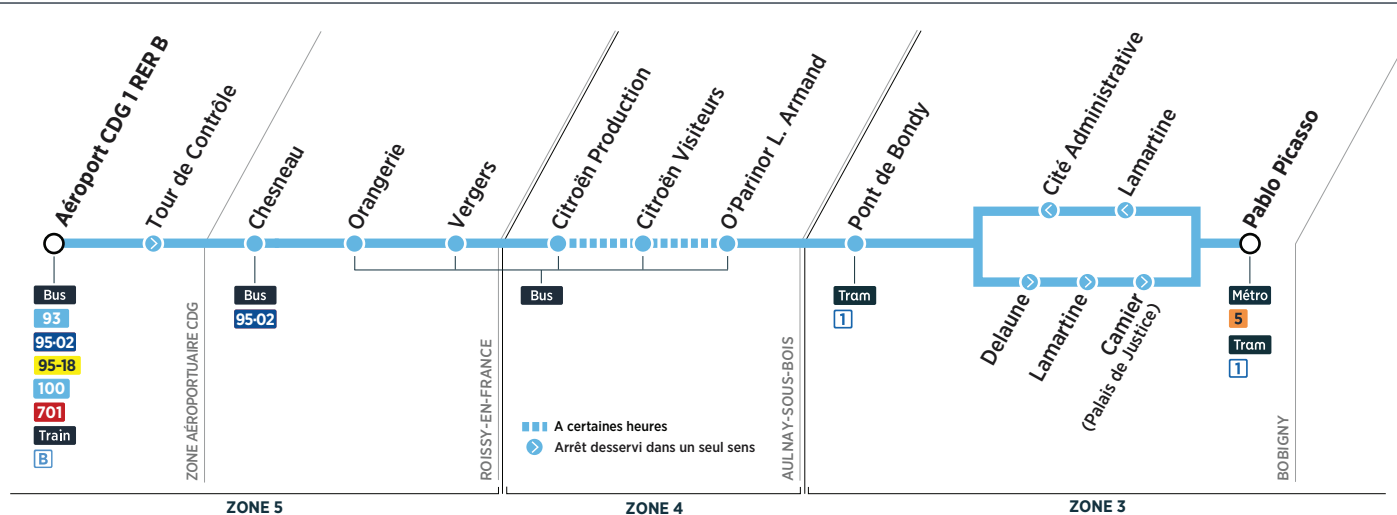 Aéroport CDG 1 RER B
Tour de Contrôle
Chesneau
Orangerie
Vergers
Citroën Production
Citroën Visiteurs
O'Parinor L. Armand
Pont de Bondy
Cité Administrative
Lamartine
Pablo Picasso
Delaune
Lamartine
Camier
(Palais de Justice)
Bus
93
95-02
95-18
100
701
Train
B
Bus
95-02
Bus
Tram
1
Métro
5
Tram
1
ZONE AÉROPORTUAIRE CDG
ROISSY-EN-FRANCE
AULNAY-SOUS-BOIS
BOBIGNY
A certaines heures
Arrêt desservi dans un seul sens
ZONE 5
ZONE 4
ZONE 3